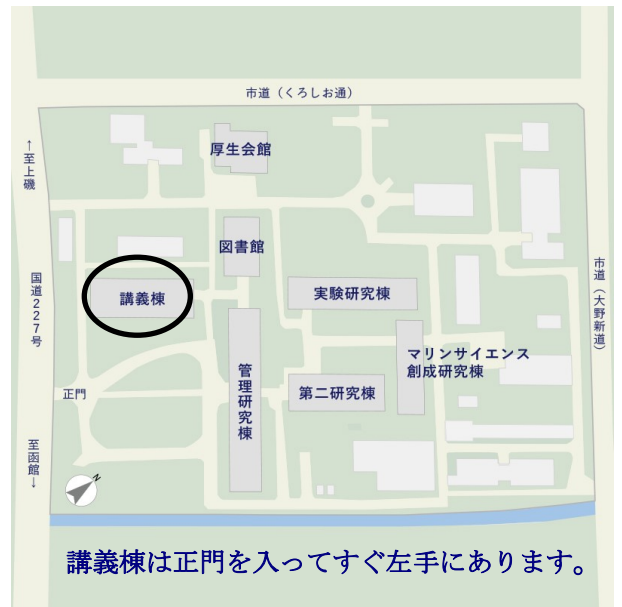 市道（くろしお通）
↑至上磯
厚生会館
図書館
国道227号
講義棟
実験研究棟
市道（大野新道）
マリンサイエンス
創成研究棟
管理研究棟
第二研究棟
正門
至函館↓
N
講義棟は正門を入ってすぐ左手にあります。